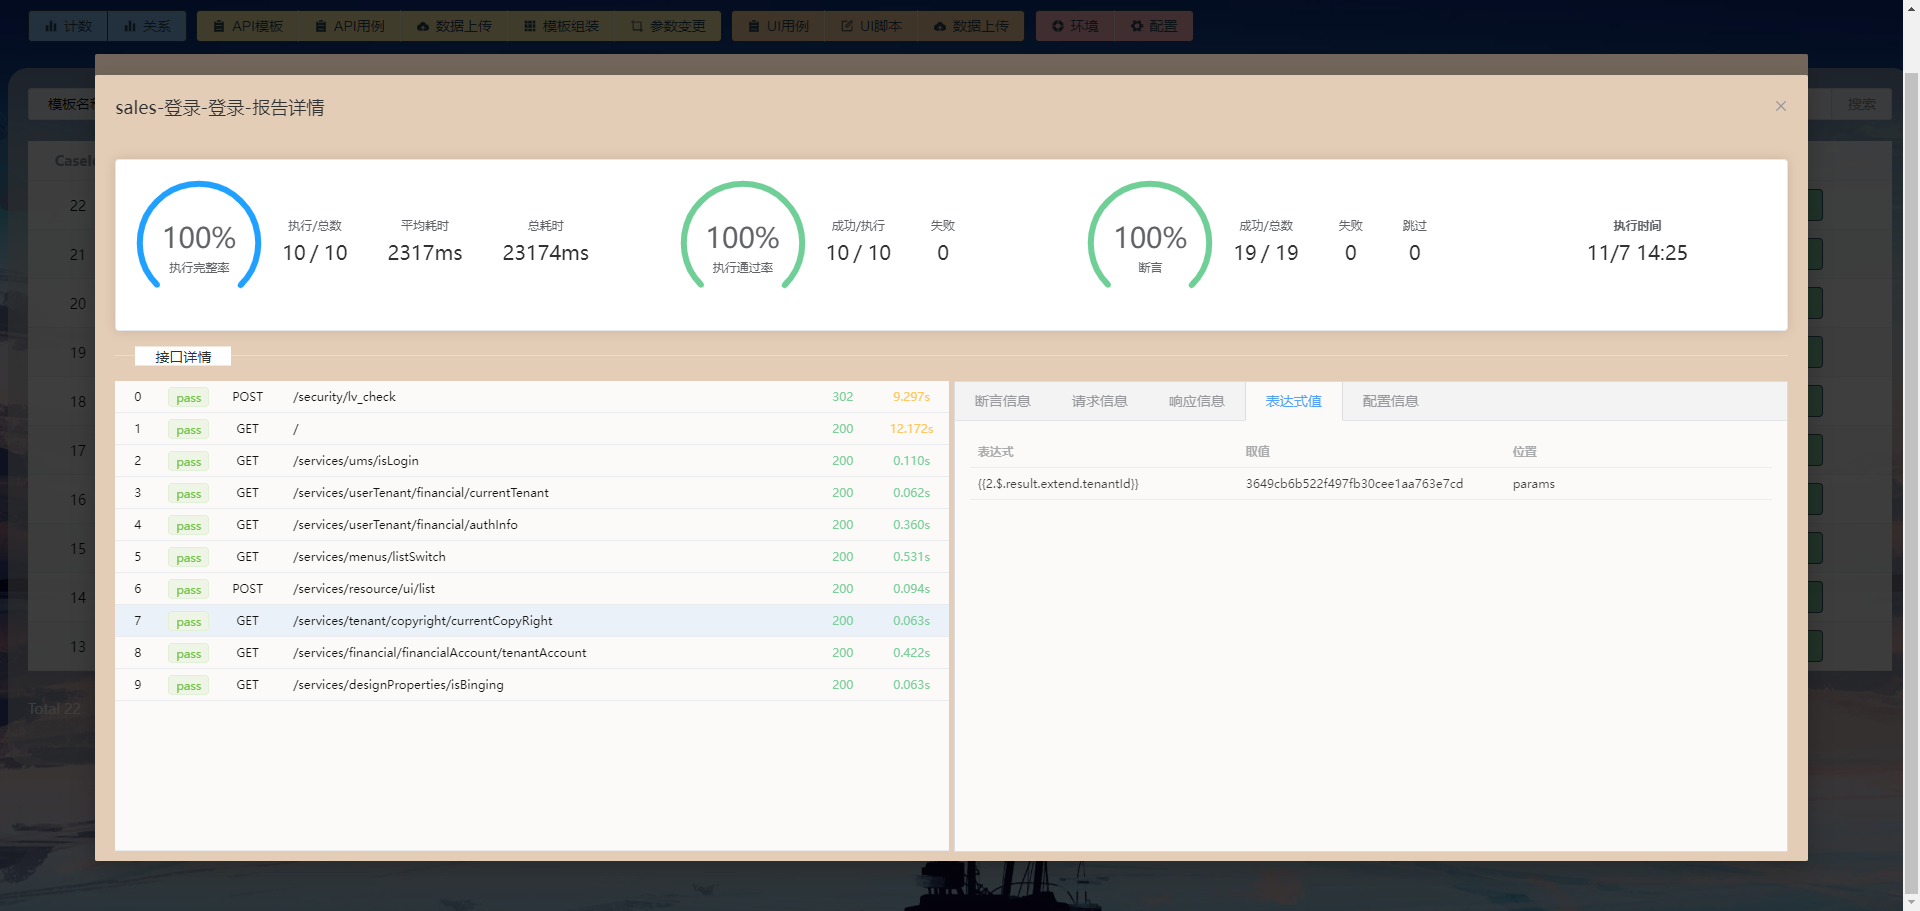 计数
关系
API模板
API用例
数据上传
模板组装
参数变更
UI用例
UI脚本
数据上传
环境
配置
模板名
搜索
sales-登录-登录-报告详情
×
100%
执行完整率
执行/总数
10 / 10
平均耗时
2317ms
总耗时
23174ms
100%
执行通过率
成功/执行
10 / 10
失败
0
100%
断言
成功/总数
19 / 19
失败
0
跳过
0
执行时间
11/7 14:25
接口详情
0 pass POST /security/lv_check 302 9.297s
1 pass GET / 200 12.172s
2 pass GET /services/ums/isLogin 200 0.110s
3 pass GET /services/userTenant/financial/currentTenant 200 0.062s
4 pass GET /services/userTenant/financial/authInfo 200 0.360s
5 pass GET /services/menus/listSwitch 200 0.531s
6 pass POST /services/resource/ui/list 200 0.094s
7 pass GET /services/tenant/copyright/currentCopyRight 200 0.063s
8 pass GET /services/financial/financialAccount/tenantAccount 200 0.422s
9 pass GET /services/designProperties/isBinging 200 0.063s
断言信息 请求信息 响应信息 表达式值 配置信息
表达式 取值 位置
{{2.$.result.extend.tenantId}} 3649cb6b522f497fb30cee1aa763e7cd params
CaseI
22
21
20
19
18
17
16
15
14
13
Total 22